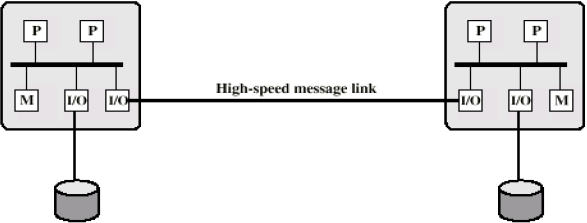 P P P P
High-speed message link
M I/O I/O I/O I/O M